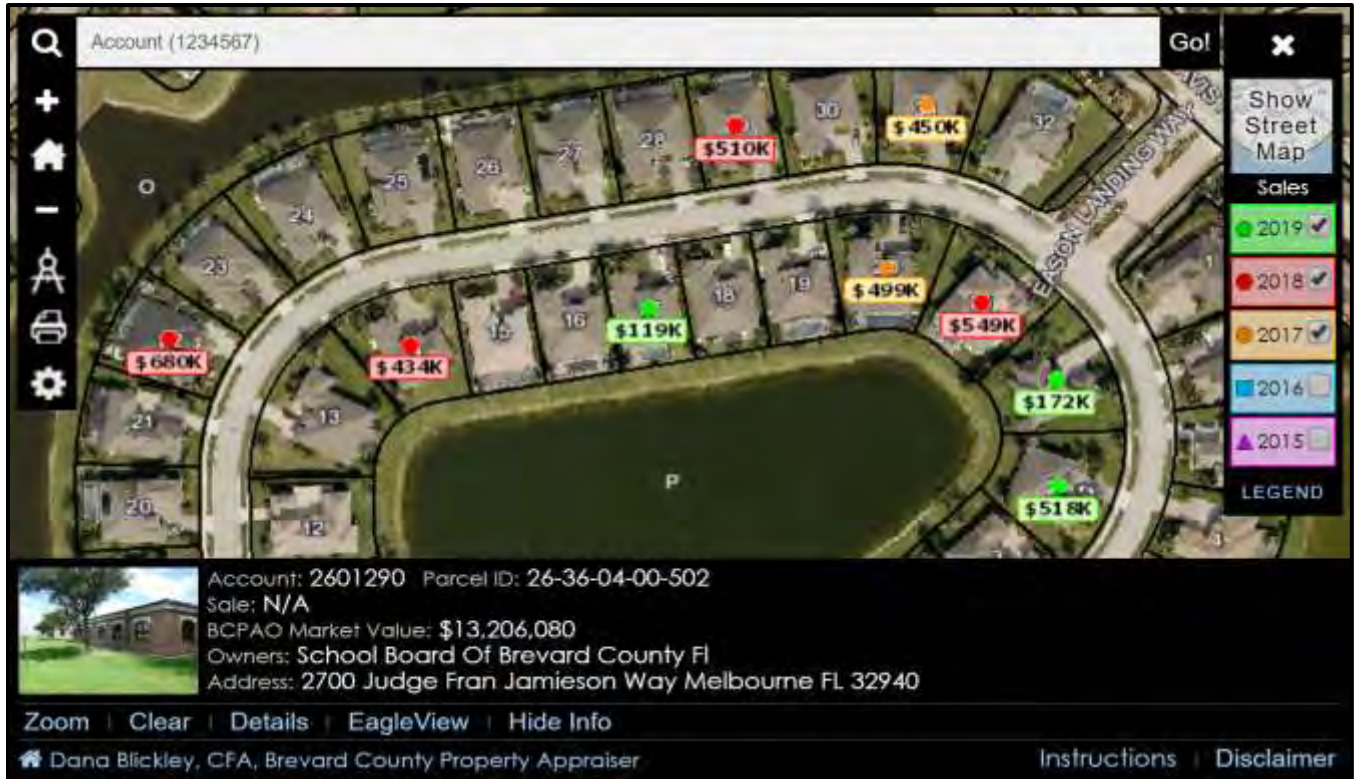 Account (1234567)
Go!
Show
Street
Map
Sales
2019
2018
2017
2016
2015
LEGEND
30
32
$450K
28
$510K
27
26
25
EASON LANDING WAY
O
24
23
19
$499K
18
16
15
$119K
$549K
$680K
$434K
$172K
13
21
1
P
$518K
20
12
4
Account: 2601290 Parcel ID: 26-36-04-00-502
Sale: N/A
BCPAO Market Value: $13,206,080
Owners: School Board Of Brevard County Fl
Address: 2700 Judge Fran Jamieson Way Melbourne FL 32940
Zoom | Clear | Details | EagleView | Hide Info
Dana Blickley, CFA, Brevard County Property Appraiser
Instructions | Disclaimer